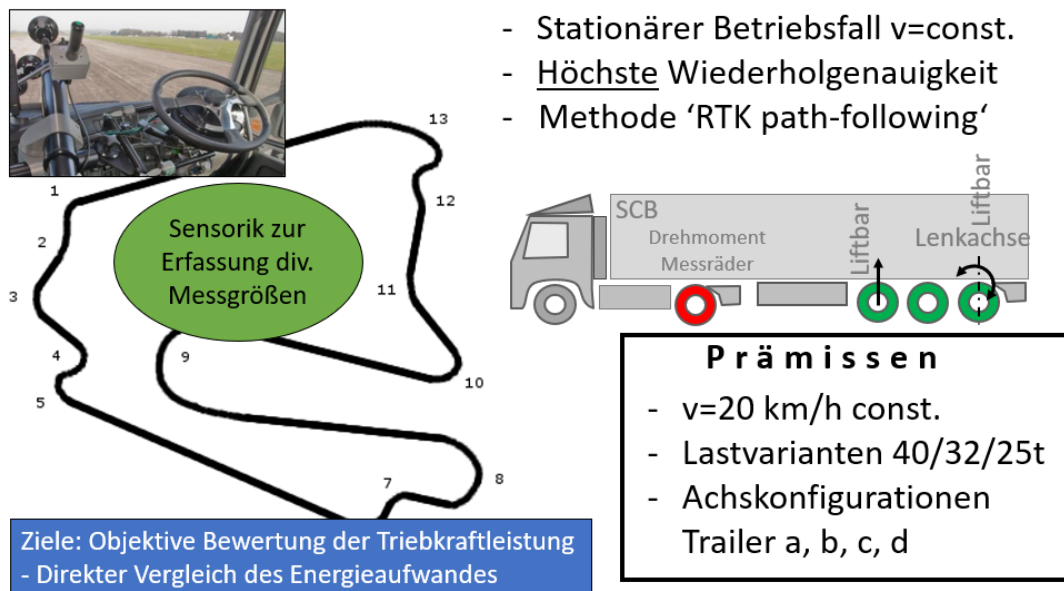 - Stationärer Betriebsfall v=const.
- Höchste Wiederholgenauigkeit
- Methode ‘RTK path-following‘
1
2
3
4
5
7
8
9
10
11
12
13
Sensorik zur
Erfassung div.
Messgrößen
SCB
Drehmoment
Messräder
Liftbar
Lenkachse
Liftbar
Prämissen
- v=20 km/h const.
- Lastvarianten 40/32/25t
- Achskonfigurationen
Trailer a, b, c, d
Ziele: Objektive Bewertung der Triebkraftleistung
- Direkter Vergleich des Energieaufwandes